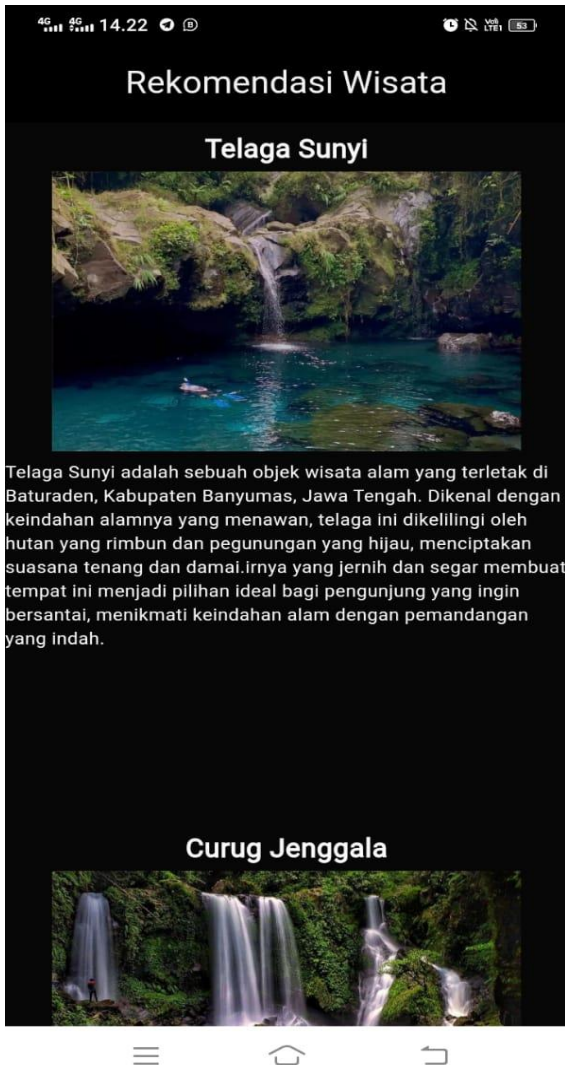 4G 4G 14.22 B VoB LTE1 53
Rekomendasi Wisata
Telaga Sunyi
Telaga Sunyi adalah sebuah objek wisata alam yang terletak di
Baturaden, Kabupaten Banyumas, Jawa Tengah. Dikenal dengan
keindahan alamnya yang menawan, telaga ini dikelilingi oleh
hutan yang rimbun dan pegunungan yang hijau, menciptakan
suasana tenang dan damai.irnya yang jernih dan segar membuat
tempat ini menjadi pilihan ideal bagi pengunjung yang ingin
bersantai, menikmati keindahan alam dengan pemandangan
yang indah.
Curug Jenggala